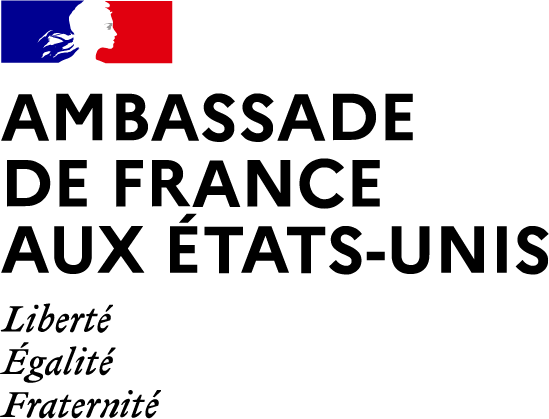 AMBASSADE
DE FRANCE
AUX ÉTATS-UNIS
Liberté
Égalité
Fraternité